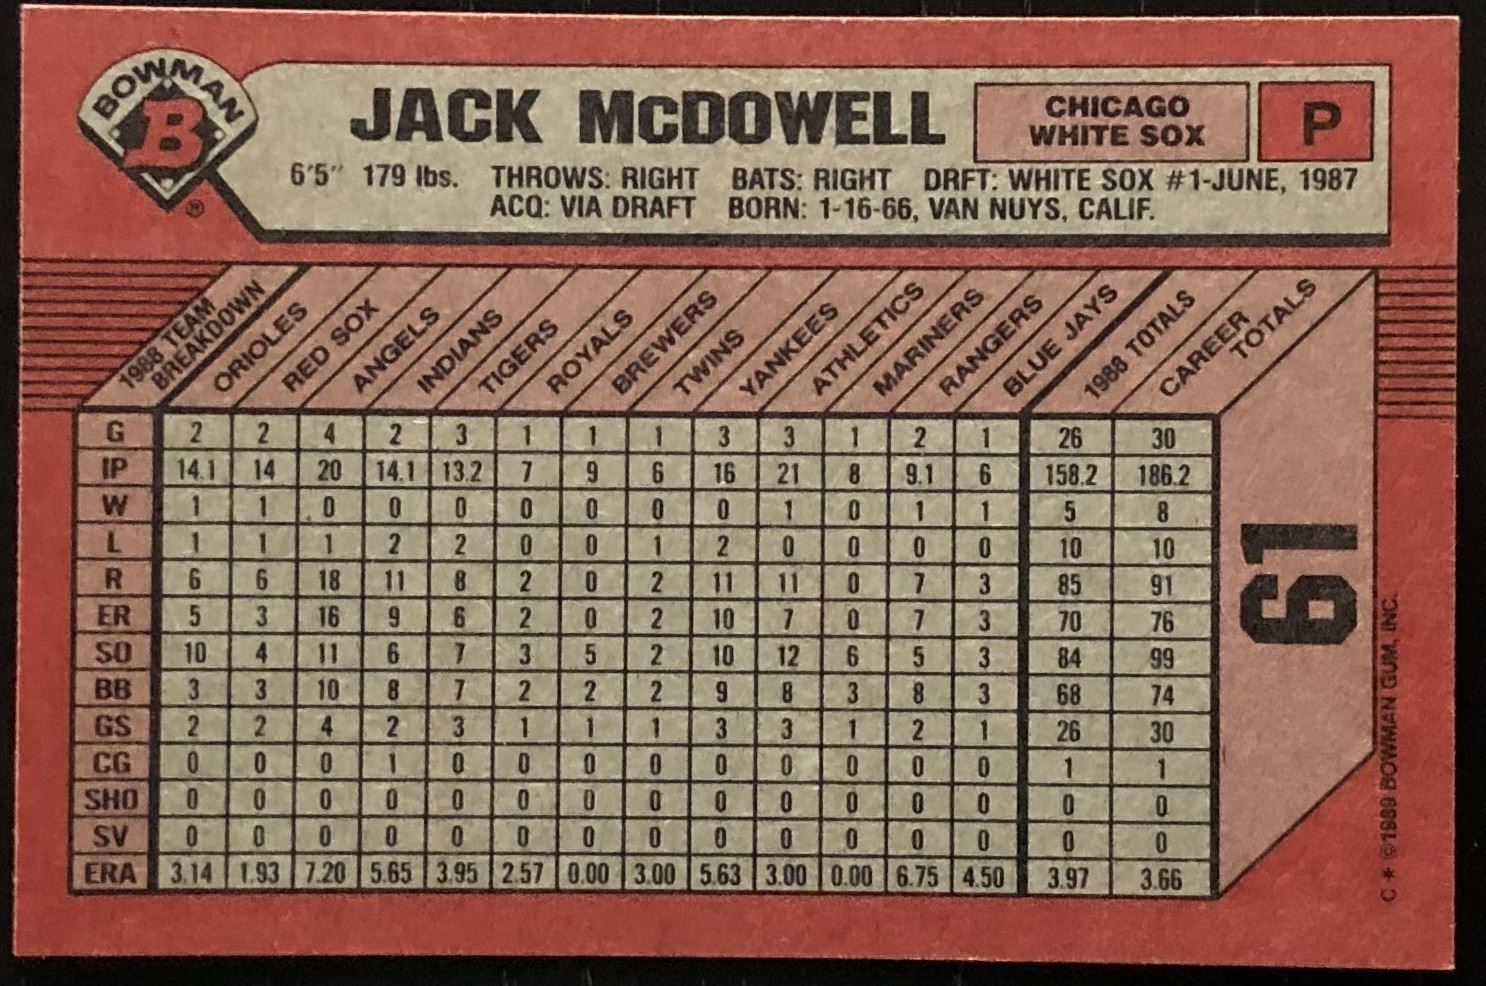 BOWMAN
B
®
JACK McDOWELL
CHICAGO
WHITE SOX
P
6'5" 179 lbs. THROWS: RIGHT BATS: RIGHT DRFT: WHITE SOX #1-JUNE, 1987
ACQ: VIA DRAFT BORN: 1-16-66, VAN NUYS, CALIF.
1988 TEAM BREAKDOWN ORIOLES RED SOX ANGELS INDIANS TIGERS ROYALS BREWERS TWINS YANKEES ATHLETICS MARINERS RANGERS BLUE JAYS 1988 TOTALS CAREER TOTALS
G 2 2 4 2 3 1 1 1 3 3 1 2 1 26 30
IP 14.1 14 20 14.1 13.2 7 9 6 16 21 8 9.1 6 158.2 186.2
W 1 1 0 0 0 0 0 0 0 1 0 1 1 5 8
L 1 1 1 2 2 0 0 1 2 0 0 0 0 10 10
R 6 6 18 11 8 2 0 2 11 11 0 7 3 85 91
ER 5 3 16 9 6 2 0 2 10 7 0 7 3 70 76
SO 10 4 11 6 7 3 5 2 10 12 6 5 3 84 99
BB 3 3 10 8 7 2 2 2 9 8 3 8 3 68 74
GS 2 2 4 2 3 1 1 1 3 3 1 2 1 26 30
CG 0 0 0 1 0 0 0 0 0 0 0 0 0 1 1
SHO 0 0 0 0 0 0 0 0 0 0 0 0 0 0 0
SV 0 0 0 0 0 0 0 0 0 0 0 0 0 0 0
ERA 3.14 1.93 7.20 5.65 3.95 2.57 0.00 3.00 5.63 3.00 0.00 6.75 4.50 3.97 3.66
61
C * ©1989 BOWMAN GUM, INC.